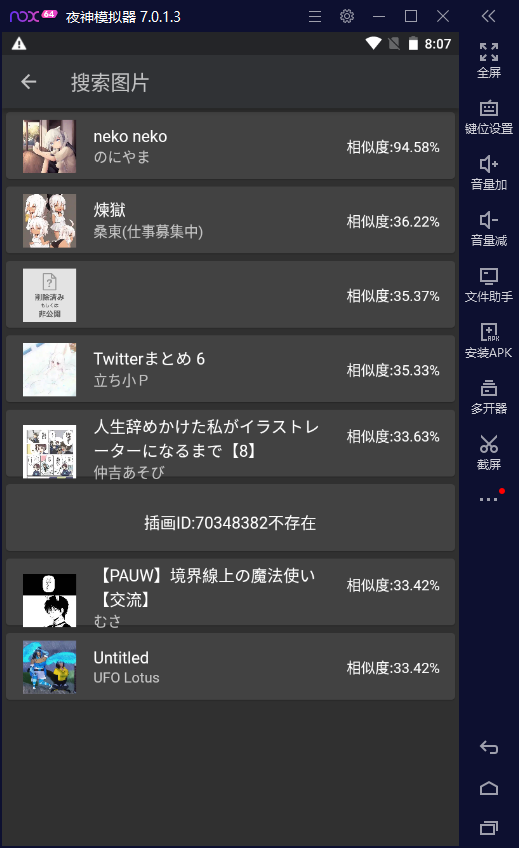 nox 64 夜神模拟器 7.0.1.3
8:07
搜索图片
neko neko
のにやま
相似度:94.58%
煉獄
桑東(仕事募集中)
相似度:36.22%
削除済み
もしくは
非公開
相似度:35.37%
Twitterまとめ 6
立ち小Ｐ
相似度:35.33%
人生辞めかけた私がイラストレ
ーターになるまで【8】
仲吉あそび
相似度:33.63%
插画ID:70348382不存在
【PAUW】境界線上の魔法使い
【交流】
むさ
相似度:33.42%
Untitled
UFO Lotus
相似度:33.42%
全屏
键位设置
音量加
音量减
文件助手
APK
安装APK
多开器
截屏